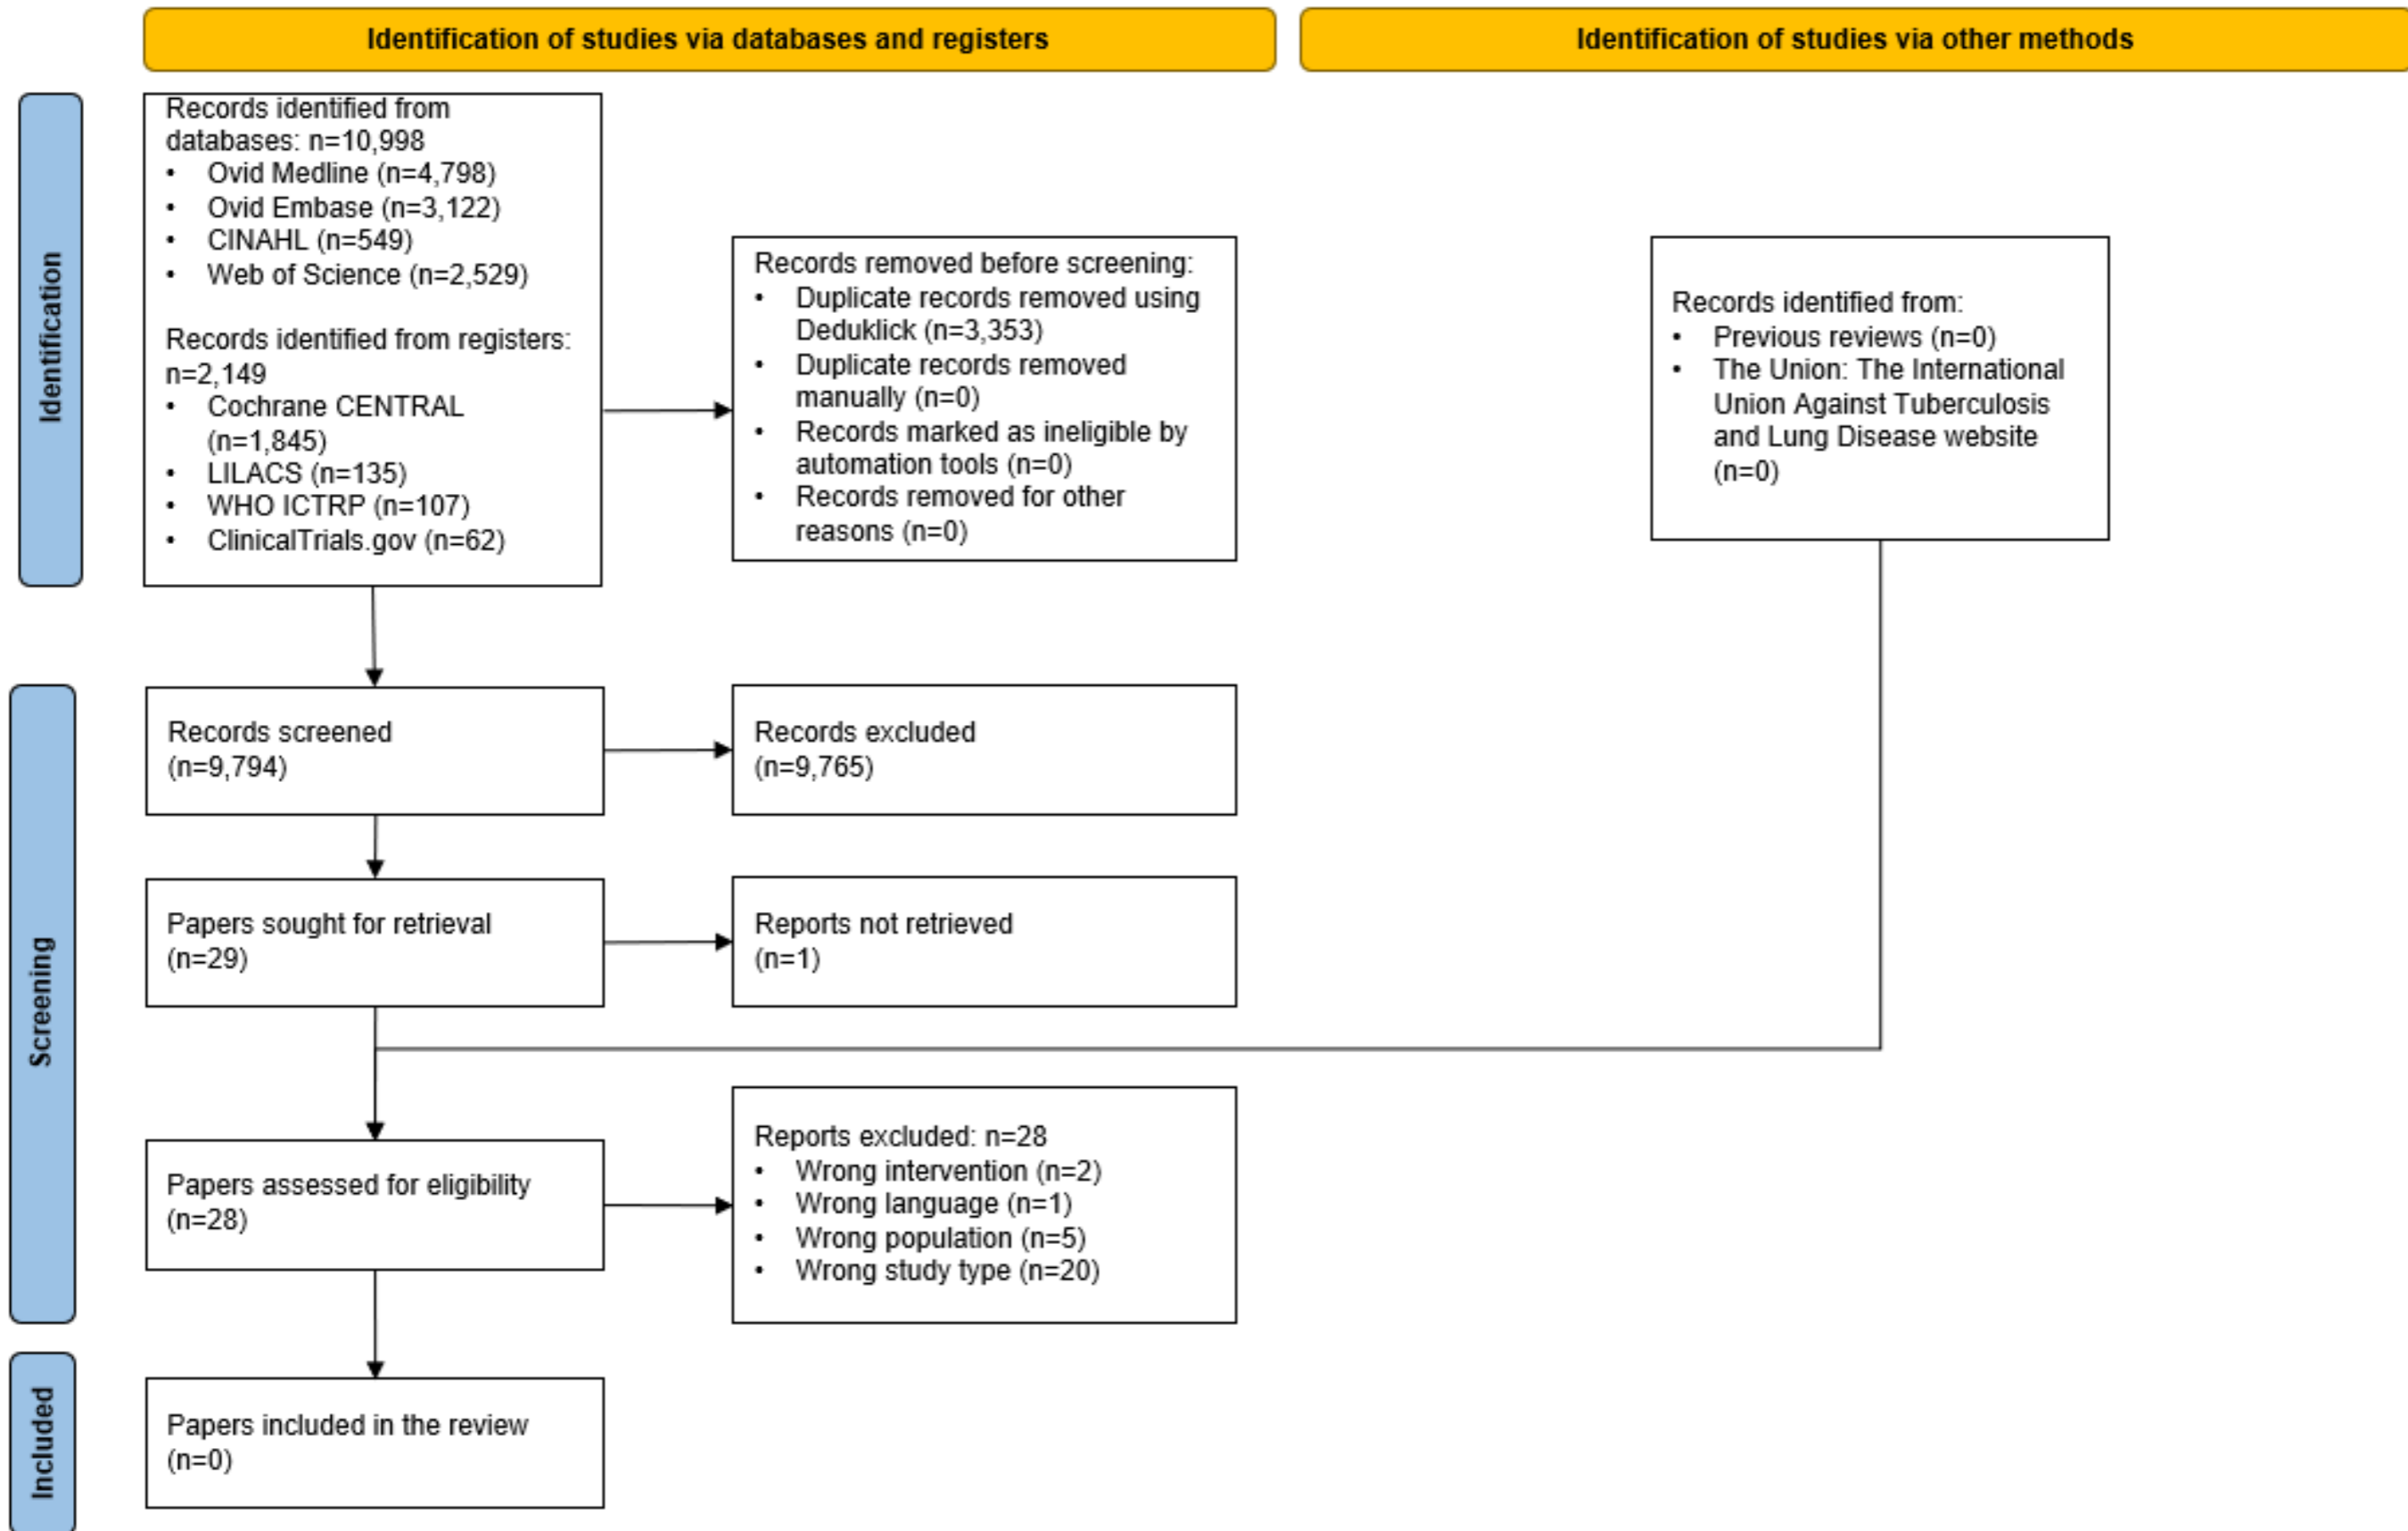 Identification of studies via databases and registers
Identification of studies via other methods
Identification
Records identified from
databases: n=10,998
• Ovid Medline (n=4,798)
• Ovid Embase (n=3,122)
• CINAHL (n=549)
• Web of Science (n=2,529)
Records identified from registers:
n=2,149
• Cochrane CENTRAL
(n=1,845)
• LILACS (n=135)
• WHO ICTRP (n=107)
• ClinicalTrials.gov (n=62)
Records removed before screening:
• Duplicate records removed using
Deduklick (n=3,353)
• Duplicate records removed
manually (n=0)
• Records marked as ineligible by
automation tools (n=0)
• Records removed for other
reasons (n=0)
Records identified from:
• Previous reviews (n=0)
• The Union: The International
Union Against Tuberculosis
and Lung Disease website
(n=0)
Screening
Records screened
(n=9,794)
Records excluded
(n=9,765)
Papers sought for retrieval
(n=29)
Reports not retrieved
(n=1)
Papers assessed for eligibility
(n=28)
Reports excluded: n=28
• Wrong intervention (n=2)
• Wrong language (n=1)
• Wrong population (n=5)
• Wrong study type (n=20)
Included
Papers included in the review
(n=0)